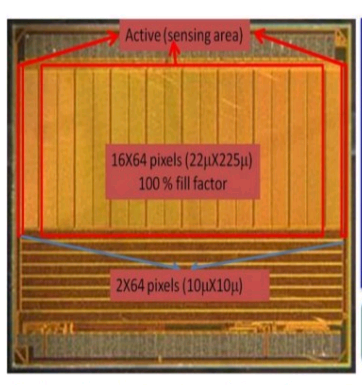 Active (sensing area)
16X64 pixels (22µX225µ)
100 % fill factor
2X64 pixels (10µX10µ)